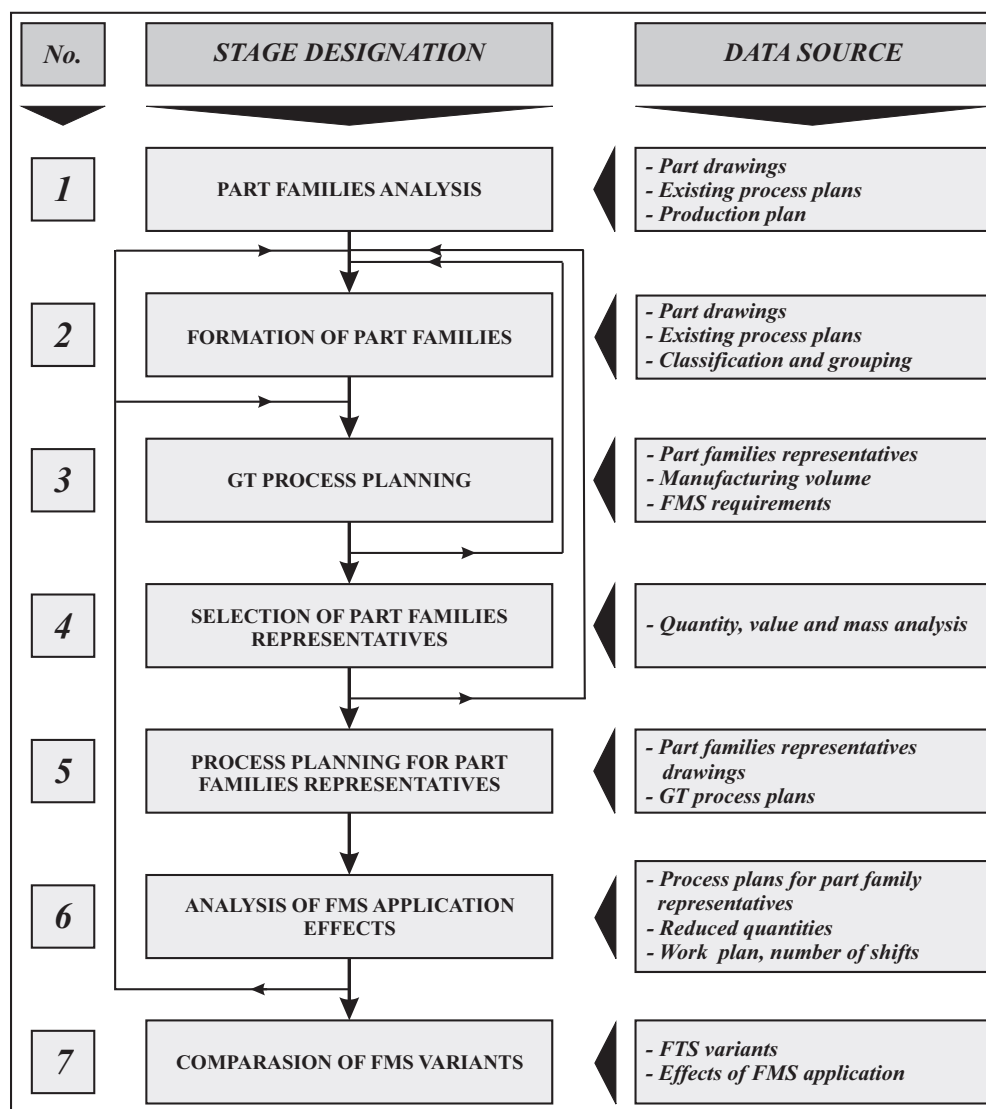 No.
STAGE DESIGNATION
DATA SOURCE
1
PART FAMILIES ANALYSIS
- Part drawings
- Existing process plans
- Production plan
2
FORMATION OF PART FAMILIES
- Part drawings
- Existing process plans
- Classification and grouping
3
GT PROCESS PLANNING
- Part families representatives
- Manufacturing volume
- FMS requirements
4
SELECTION OF PART FAMILIES
REPRESENTATIVES
- Quantity, value and mass analysis
5
PROCESS PLANNING FOR PART
FAMILIES REPRESENTATIVES
- Part families representatives
drawings
- GT process plans
6
ANALYSIS OF FMS APPLICATION
EFFECTS
- Process plans for part family
representatives
- Reduced quantities
- Work plan, number of shifts
7
COMPARASION OF FMS VARIANTS
- FTS variants
- Effects of FMS application